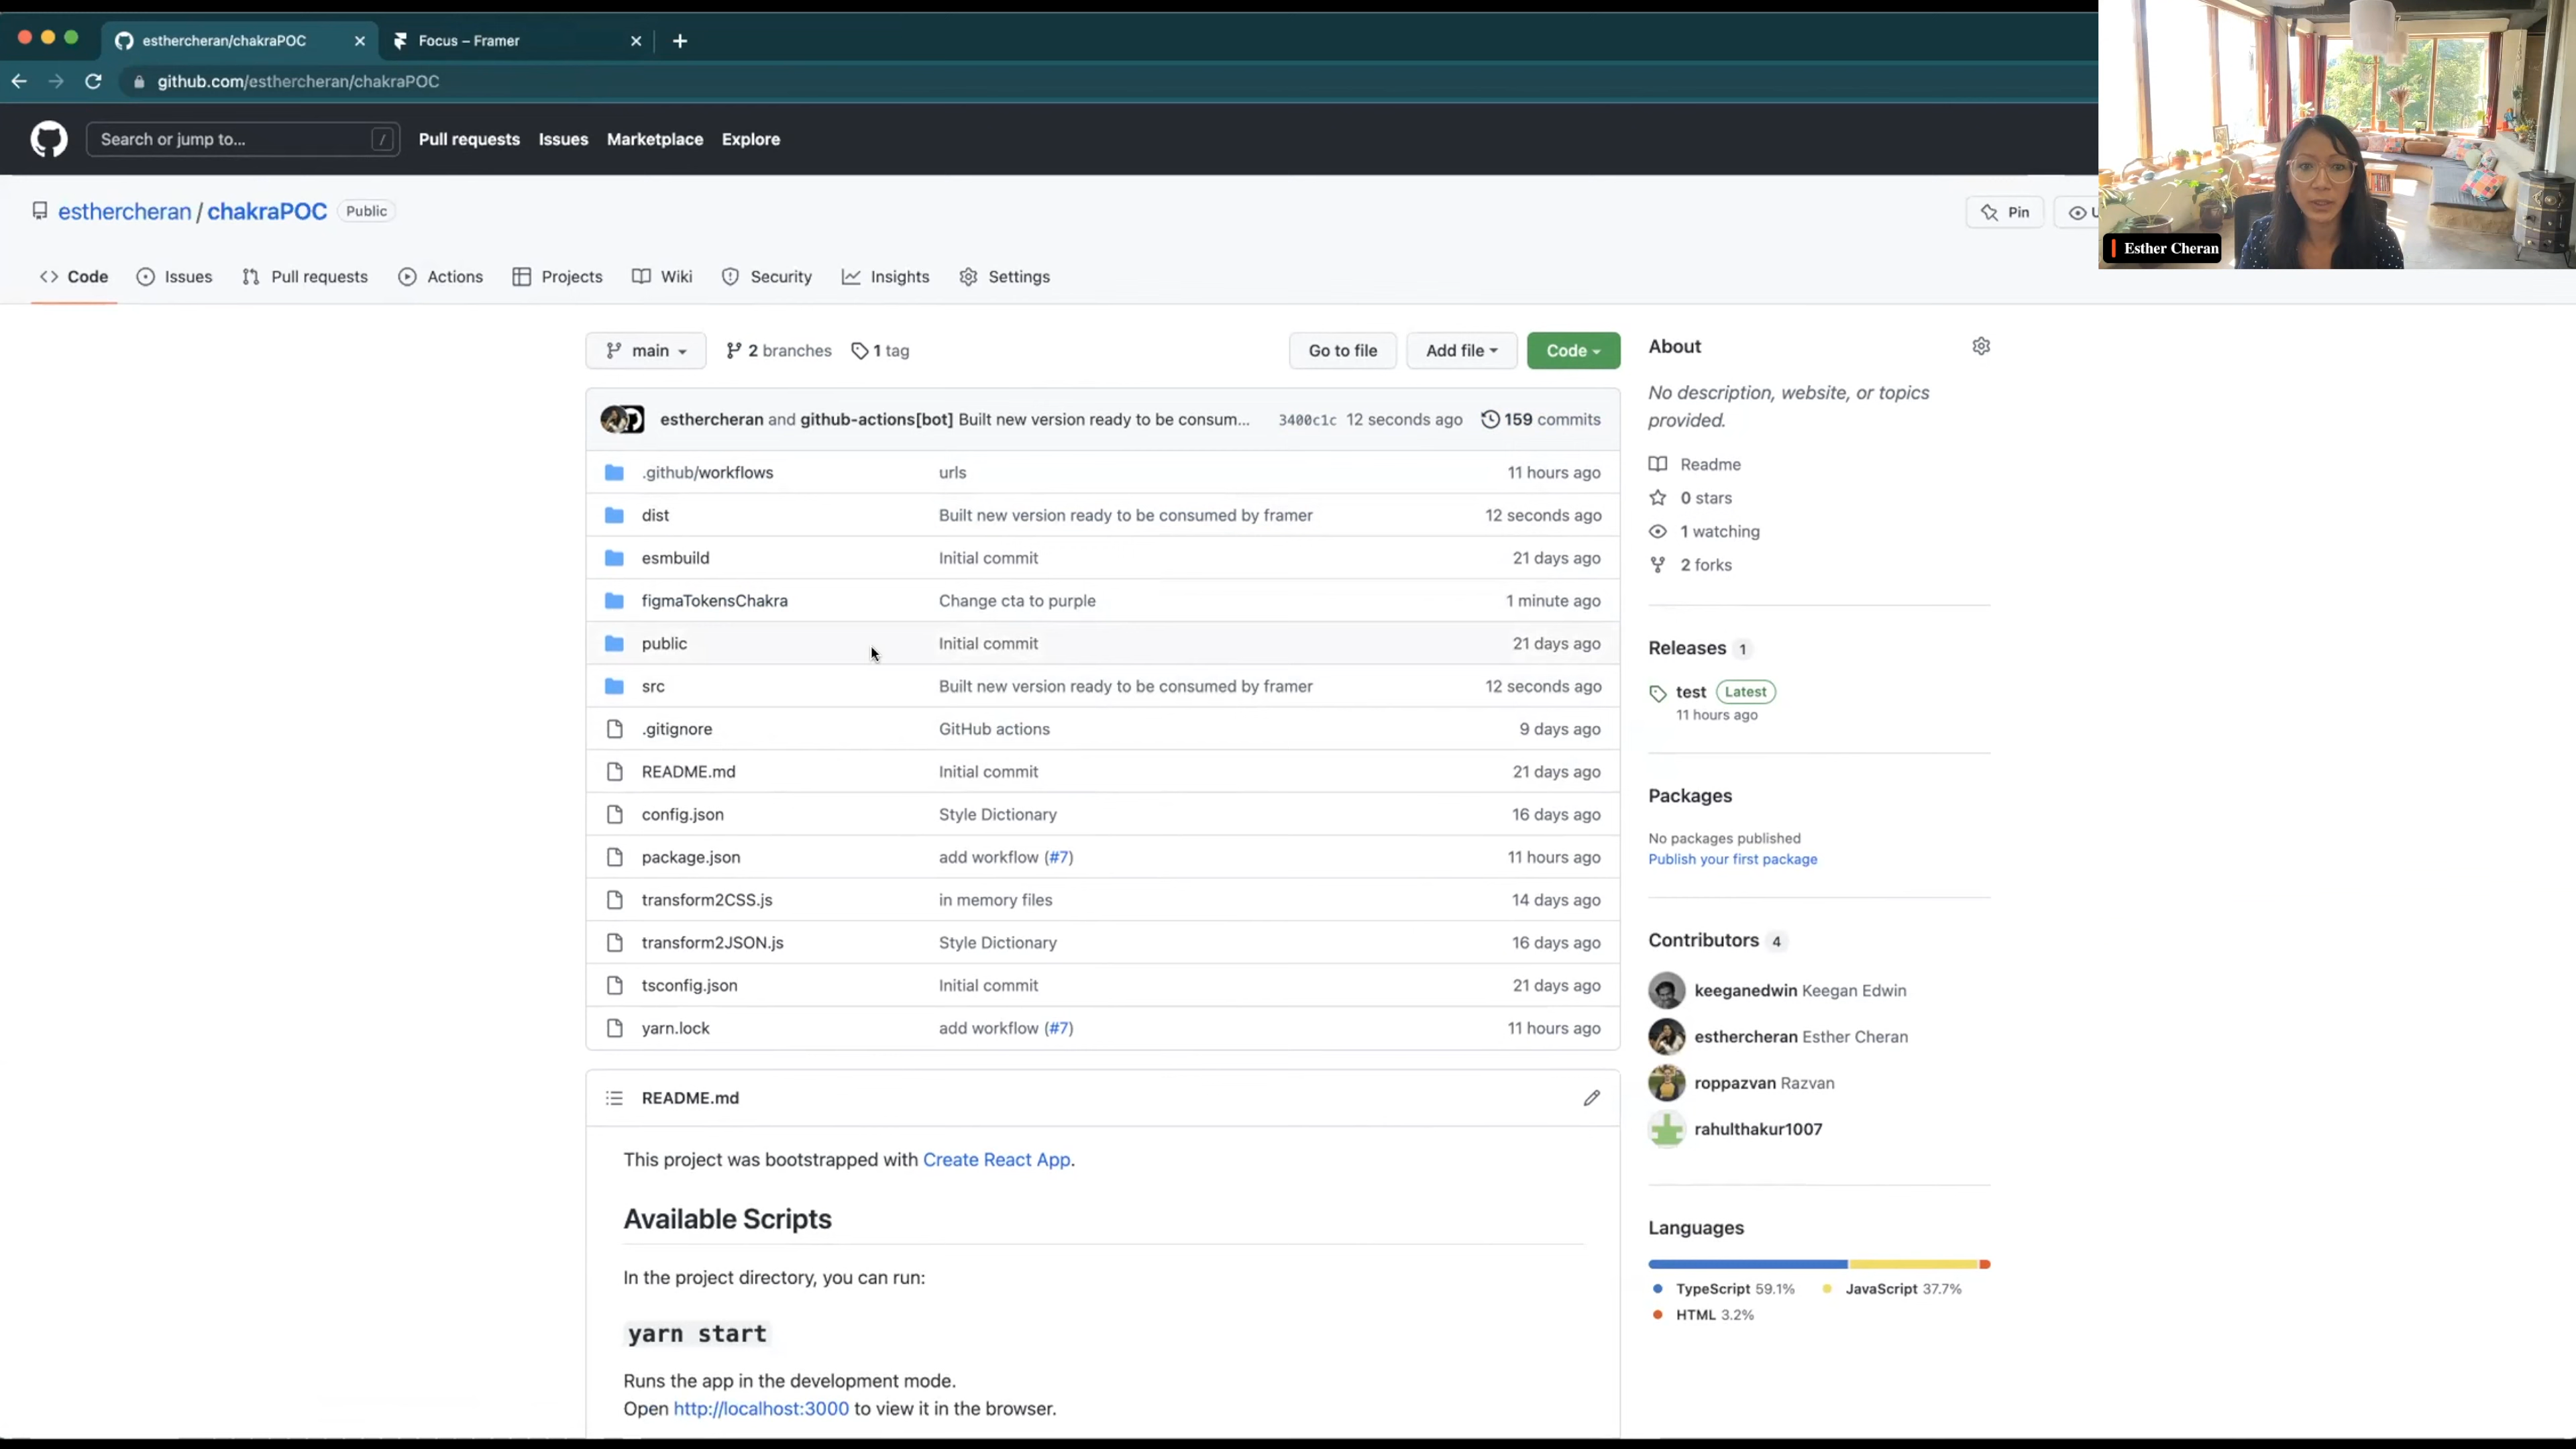 esthercheran/chakraPOC
Focus – Framer
github.com/esthercheran/chakraPOC
Search or jump to...
/
Pull requests
Issues
Marketplace
Explore
esthercheran / chakraPOC Public
Pin
Esther Cheran
Code
Issues
Pull requests
Actions
Projects
Wiki
Security
Insights
Settings
main
2 branches
1 tag
Go to file
Add file
Code
esthercheran and github-actions[bot] Built new version ready to be consum... 3400c1c 12 seconds ago 159 commits
.github/workflows urls 11 hours ago
dist Built new version ready to be consumed by framer 12 seconds ago
esmbuild Initial commit 21 days ago
figmaTokensChakra Change cta to purple 1 minute ago
public Initial commit 21 days ago
src Built new version ready to be consumed by framer 12 seconds ago
.gitignore GitHub actions 9 days ago
README.md Initial commit 21 days ago
config.json Style Dictionary 16 days ago
package.json add workflow (#7) 11 hours ago
transform2CSS.js in memory files 14 days ago
transform2JSON.js Style Dictionary 16 days ago
tsconfig.json Initial commit 21 days ago
yarn.lock add workflow (#7) 11 hours ago
README.md
This project was bootstrapped with Create React App.
Available Scripts
In the project directory, you can run:
yarn start
Runs the app in the development mode.
Open http://localhost:3000 to view it in the browser.
About
No description, website, or topics
provided.
Readme
0 stars
1 watching
2 forks
Releases 1
test Latest
11 hours ago
Packages
No packages published
Publish your first package
Contributors 4
keeganedwin Keegan Edwin
esthercheran Esther Cheran
roppazvan Razvan
rahulthakur1007
Languages
TypeScript 59.1% JavaScript 37.7%
HTML 3.2%